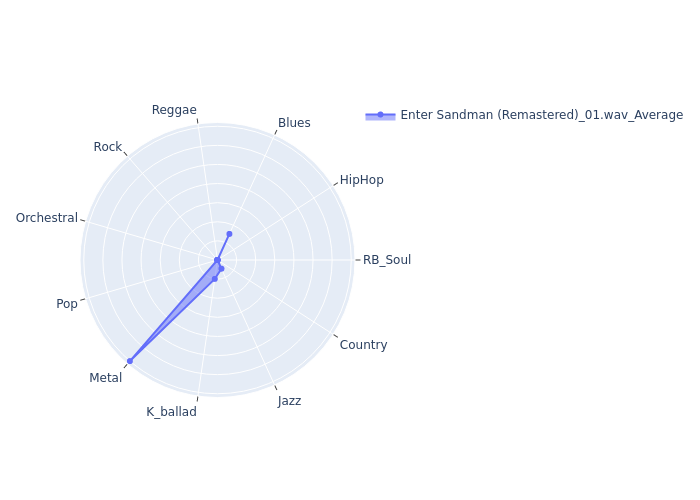 Reggae
Blues
Enter Sandman (Remastered)_01.wav_Average
Rock
HipHop
Orchestral
RB_Soul
Pop
Country
Metal
Jazz
K_ballad